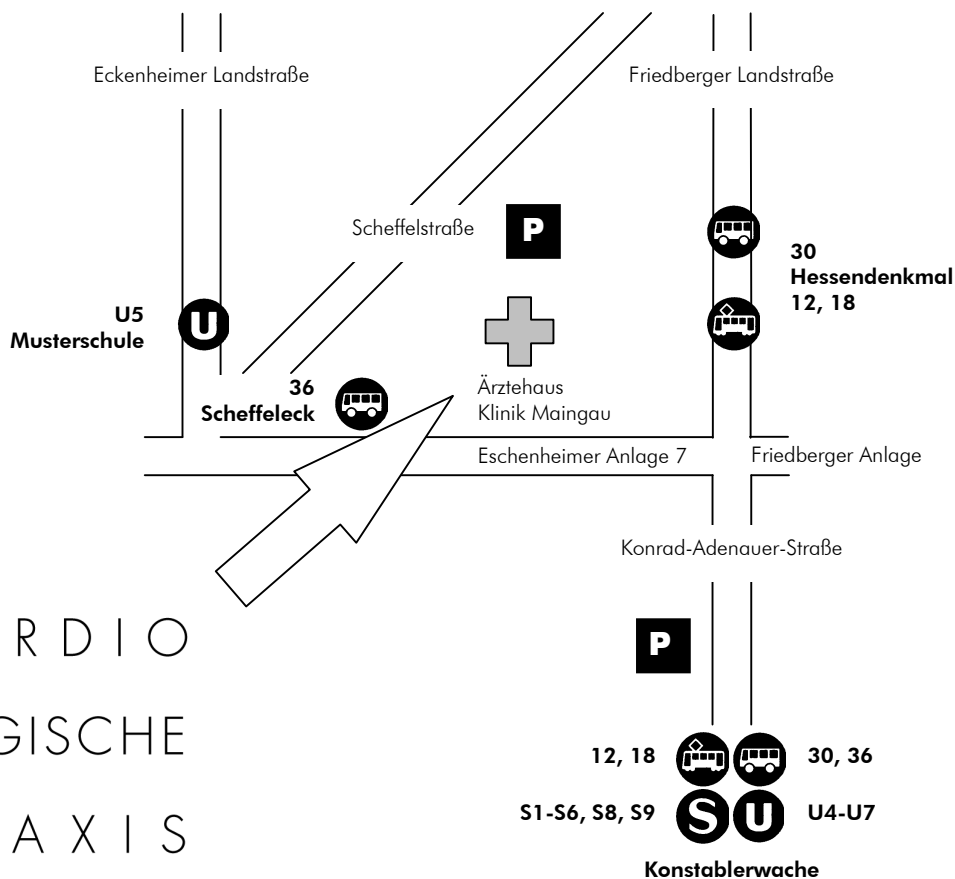 Eckenheimer Landstraße
Friedberger Landstraße
Scheffelstraße
P
30
Hessendenkmal
12, 18
U5
Musterschule
U
36
Scheffeleck
Ärztehaus
Klinik Maingau
Eschenheimer Anlage 7
Friedberger Anlage
Konrad-Adenauer-Straße
RDIO
P
GISCHE
12, 18
30, 36
AXIS
S1-S6, S8, S9
S
U
U4-U7
Konstablerwache